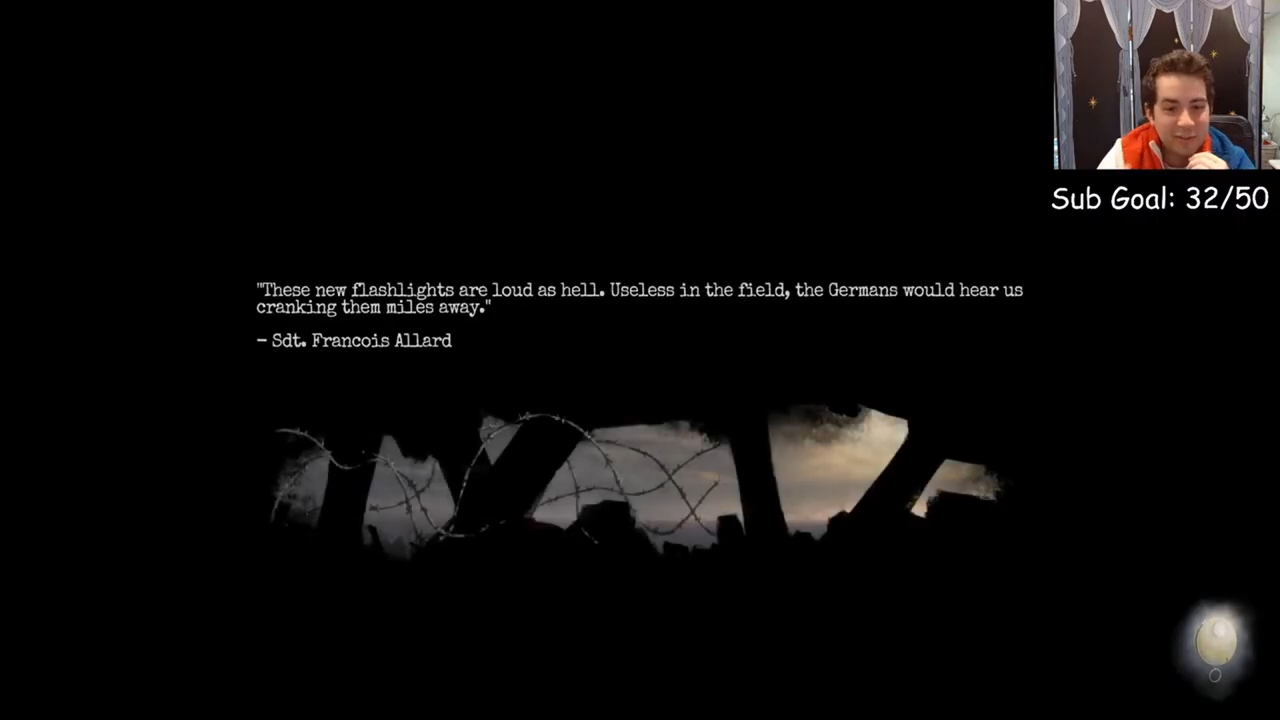 Sub Goal: 32/50
"These new flashlights are loud as hell. Useless in the field, the Germans would hear us
cranking them miles away."
- Sdt. Francois Allard